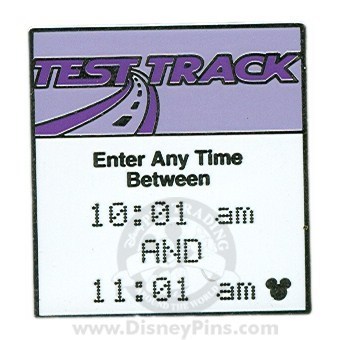 TEST TRACK
Enter Any Time
Between
10:01 am
AND
11:01 am
www.DisneyPins.com